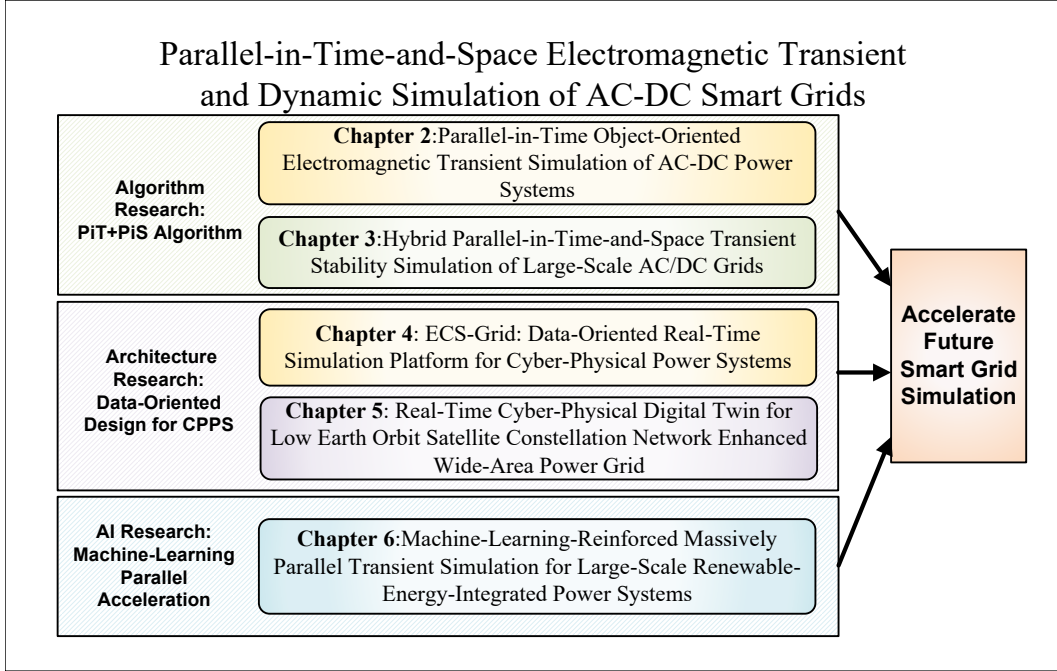 Parallel-in-Time-and-Space Electromagnetic Transient
and Dynamic Simulation of AC-DC Smart Grids
Algorithm
Research:
PiT+PiS Algorithm
Chapter 2:Parallel-in-Time Object-Oriented
Electromagnetic Transient Simulation of AC-DC Power
Systems
Chapter 3:Hybrid Parallel-in-Time-and-Space Transient
Stability Simulation of Large-Scale AC/DC Grids
Architecture
Research:
Data-Oriented
Design for CPPS
Chapter 4: ECS-Grid: Data-Oriented Real-Time
Simulation Platform for Cyber-Physical Power Systems
Chapter 5: Real-Time Cyber-Physical Digital Twin for
Low Earth Orbit Satellite Constellation Network Enhanced
Wide-Area Power Grid
AI Research:
Machine-Learning
Parallel
Acceleration
Chapter 6:Machine-Learning-Reinforced Massively
Parallel Transient Simulation for Large-Scale Renewable-
Energy-Integrated Power Systems
Accelerate
Future
Smart Grid
Simulation